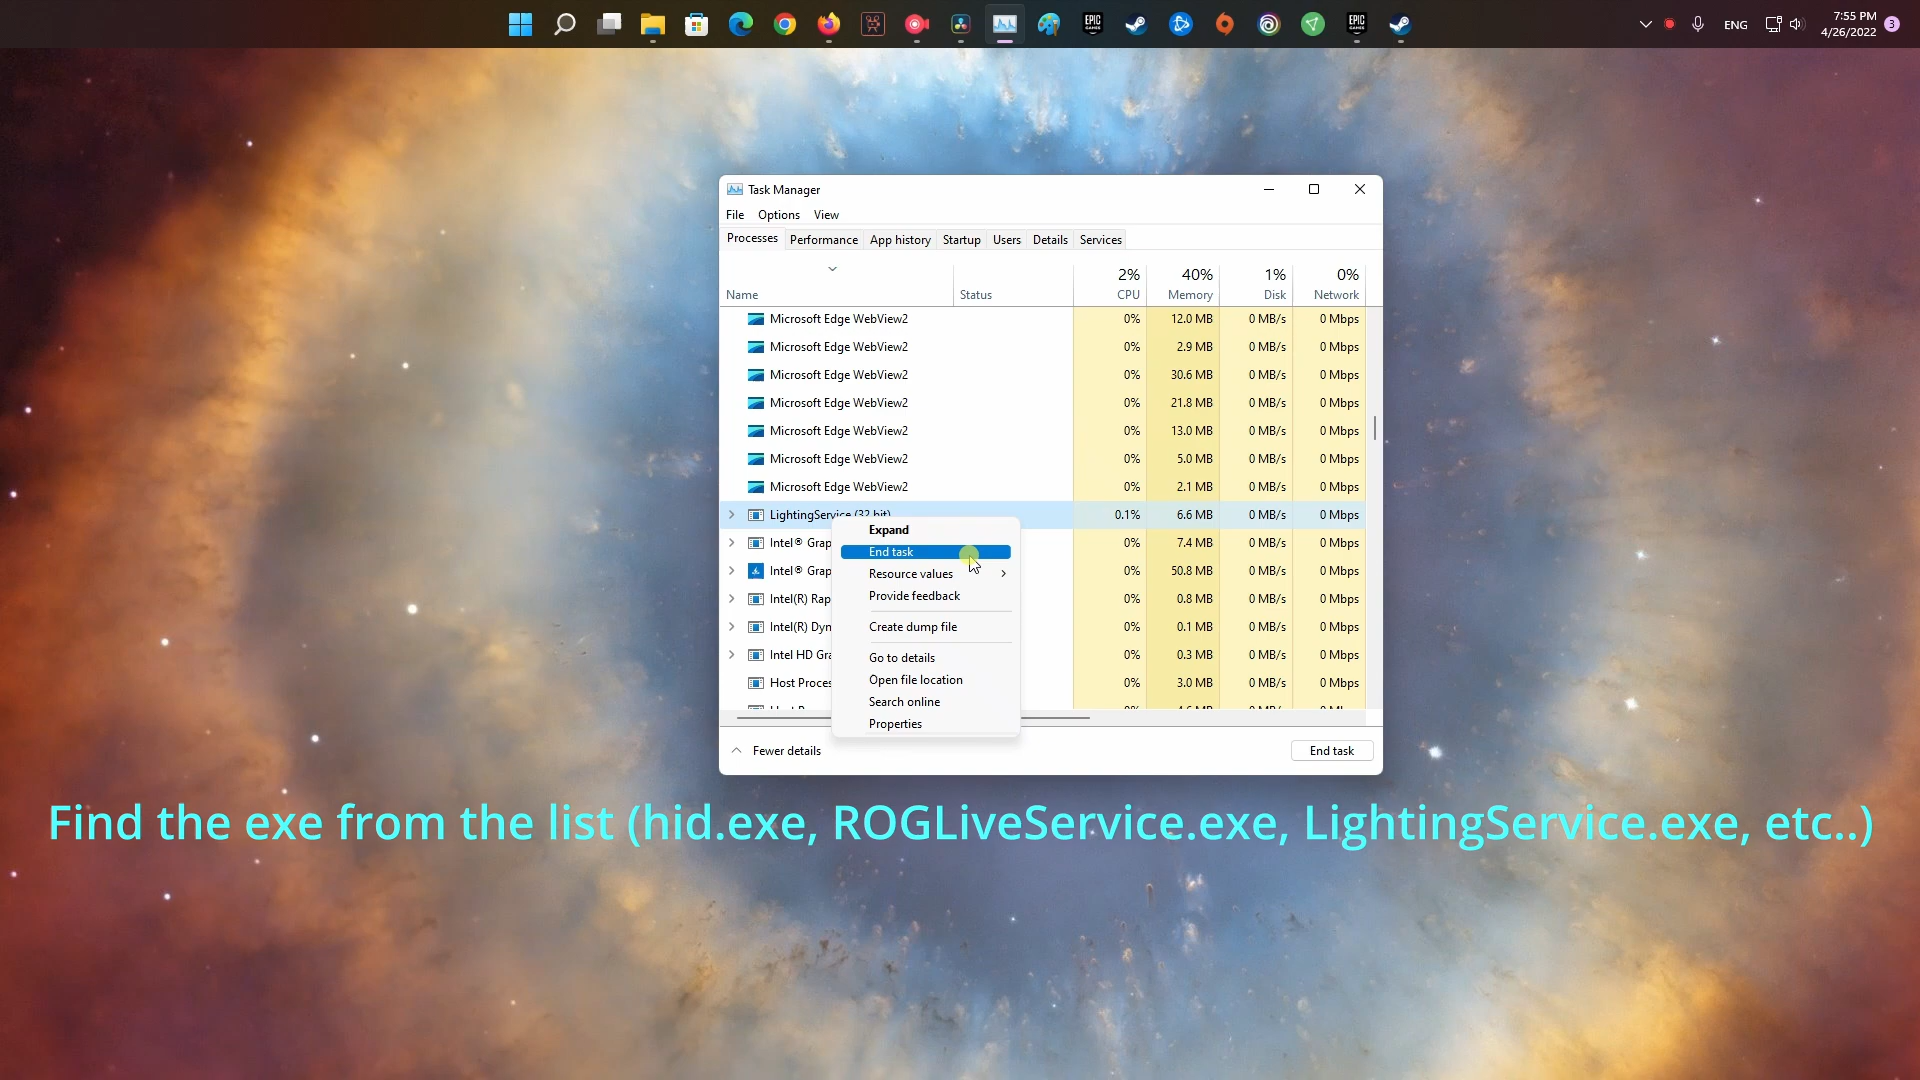 EPIC
GAMES
EPIC
GAMES
ENG
7:55 PM
4/26/2022
3
Task Manager
File Options View
Processes Performance App history Startup Users Details Services
2% 40% 1% 0%
Name Status CPU Memory Disk Network
Microsoft Edge WebView2 0% 12.0 MB 0 MB/s 0 Mbps
Microsoft Edge WebView2 0% 2.9 MB 0 MB/s 0 Mbps
Microsoft Edge WebView2 0% 30.6 MB 0 MB/s 0 Mbps
Microsoft Edge WebView2 0% 21.8 MB 0 MB/s 0 Mbps
Microsoft Edge WebView2 0% 13.0 MB 0 MB/s 0 Mbps
Microsoft Edge WebView2 0% 5.0 MB 0 MB/s 0 Mbps
Microsoft Edge WebView2 0% 2.1 MB 0 MB/s 0 Mbps
LightingService (32 bit) 0.1% 6.6 MB 0 MB/s 0 Mbps
Intel® Grap 0% 7.4 MB 0 MB/s 0 Mbps
Intel® Grap 0% 50.8 MB 0 MB/s 0 Mbps
Intel(R) Rap 0% 0.8 MB 0 MB/s 0 Mbps
Intel(R) Dyn 0% 0.1 MB 0 MB/s 0 Mbps
Intel HD Gra 0% 0.3 MB 0 MB/s 0 Mbps
Host Proces 0% 3.0 MB 0 MB/s 0 Mbps
Expand
End task
Resource values
Provide feedback
Create dump file
Go to details
Open file location
Search online
Properties
Fewer details
End task
Find the exe from the list (hid.exe, ROGLiveService.exe, LightingService.exe, etc..)